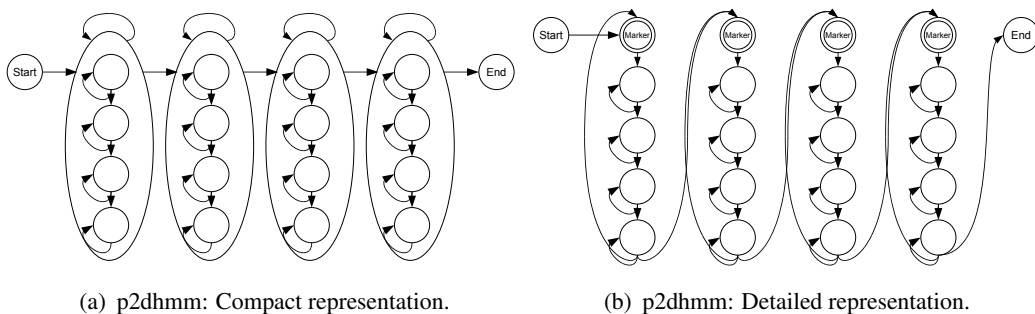 Start
End
Start
Marker
Marker
Marker
Marker
End
(a) p2dhmm: Compact representation.
(b) p2dhmm: Detailed representation.